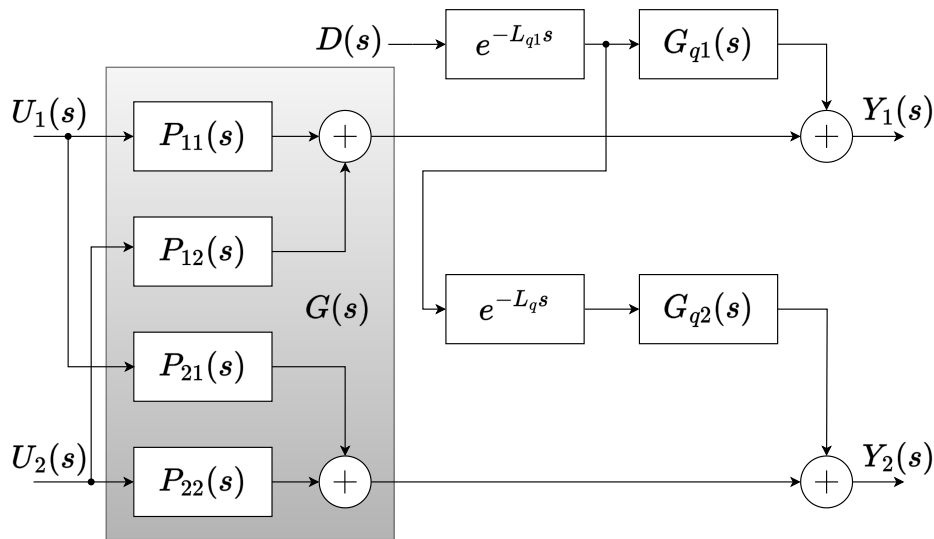 D(s)
e^{-L_{q1}s}
G_{q1}(s)
U_1(s)
P_{11}(s)
+
+
Y_1(s)
P_{12}(s)
G(s)
e^{-L_q s}
G_{q2}(s)
P_{21}(s)
U_2(s)
P_{22}(s)
+
+
Y_2(s)